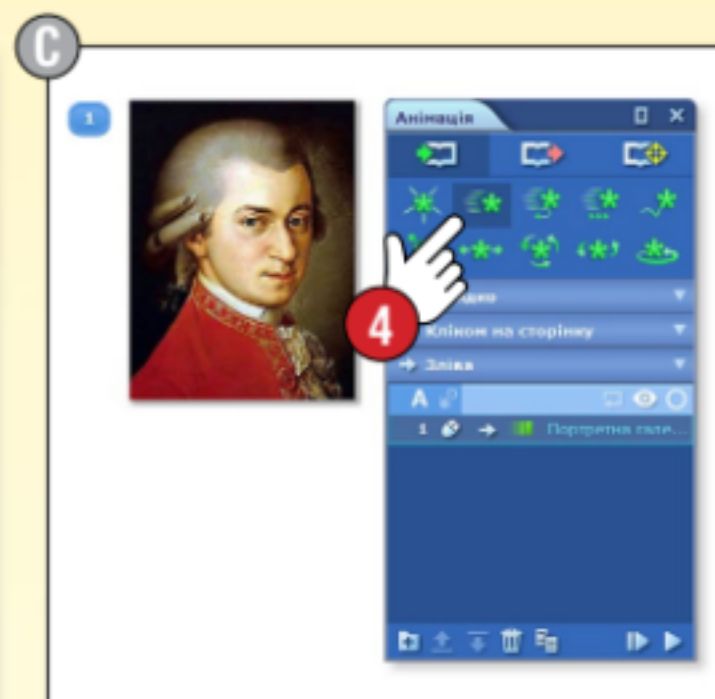 C
1
Анімація
4
Кліком на сторінку
Зліва
A
1 Портретна гале...